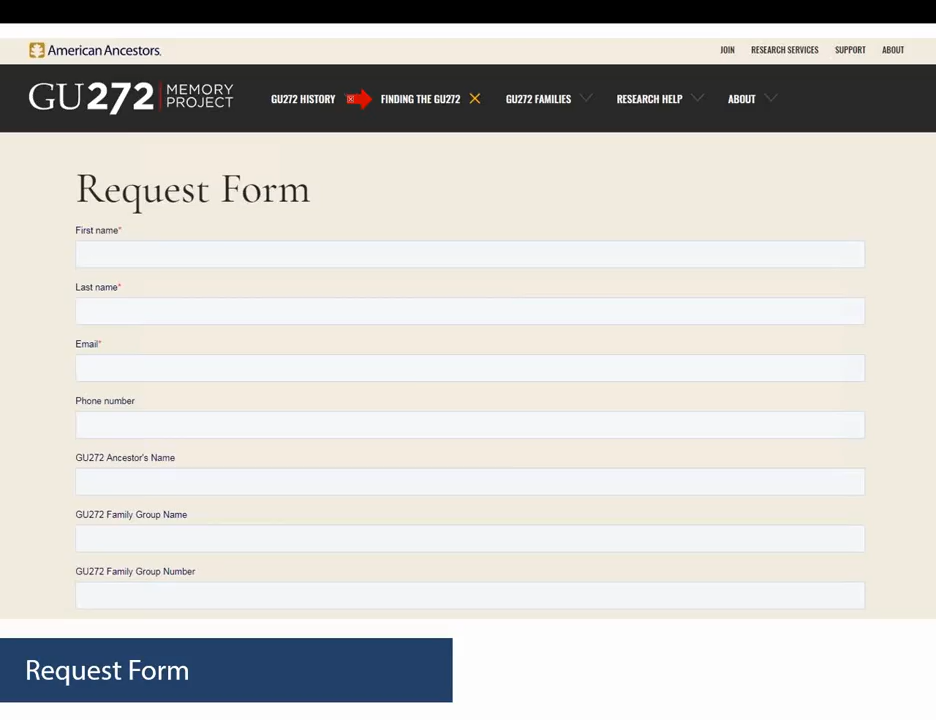 American Ancestors.
JOIN RESEARCH SERVICES SUPPORT ABOUT
GU272 MEMORY PROJECT
GU272 HISTORY FINDING THE GU272 GU272 FAMILIES RESEARCH HELP ABOUT
Request Form
First name*
Last name*
Email*
Phone number
GU272 Ancestor's Name
GU272 Family Group Name
GU272 Family Group Number
Request Form